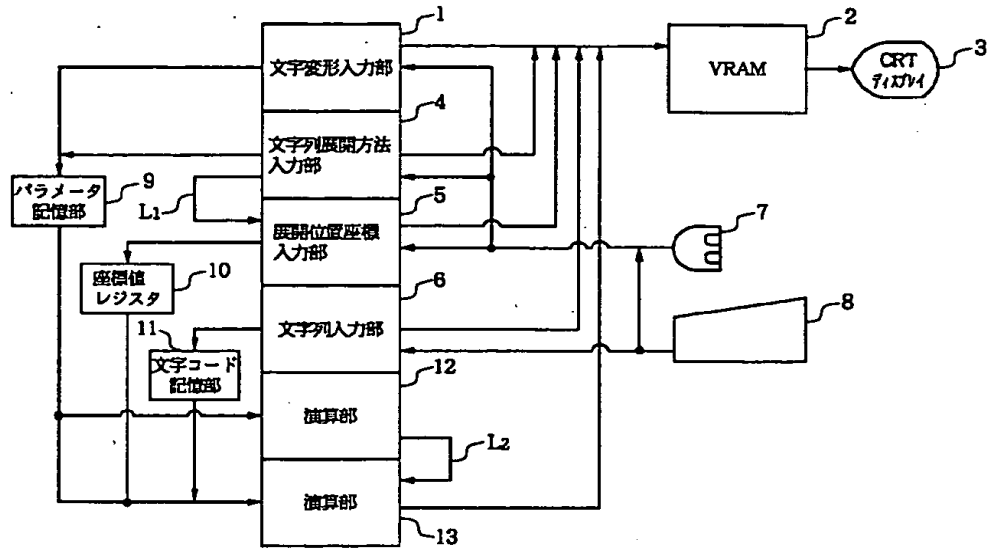 1
文字変形入力部
2
VRAM
3
CRT
ディスプレイ
4
文字列展開方法
入力部
パラメータ
記憶部
9
L1
5
展開位置座標
入力部
7
座標値
レジスタ
10
6
文字列入力部
8
11
文字コード
記憶部
12
演算部
L2
演算部
13